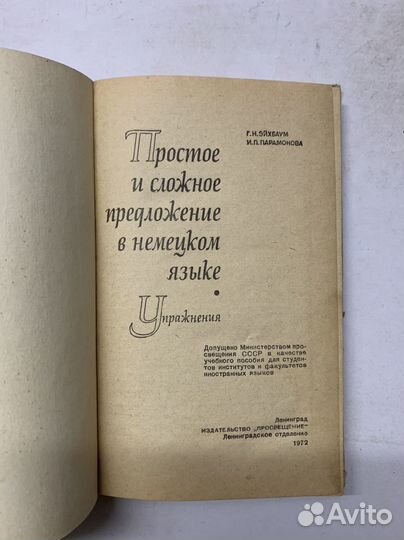 Г. Н. ЭЙХБАУМ
И. П. ПАРАМОНОВА
Простое
и сложное
предложение
в немецком
языке
Упражнения
Допущено Министерством про-
свещения СССР в качестве
учебного пособия для студен-
тов институтов и факультетов
иностранных языков
Ленинград
ИЗДАТЕЛЬСТВО „ПРОСВЕЩЕНИЕ"
Ленинградское отделение
1972
Avito